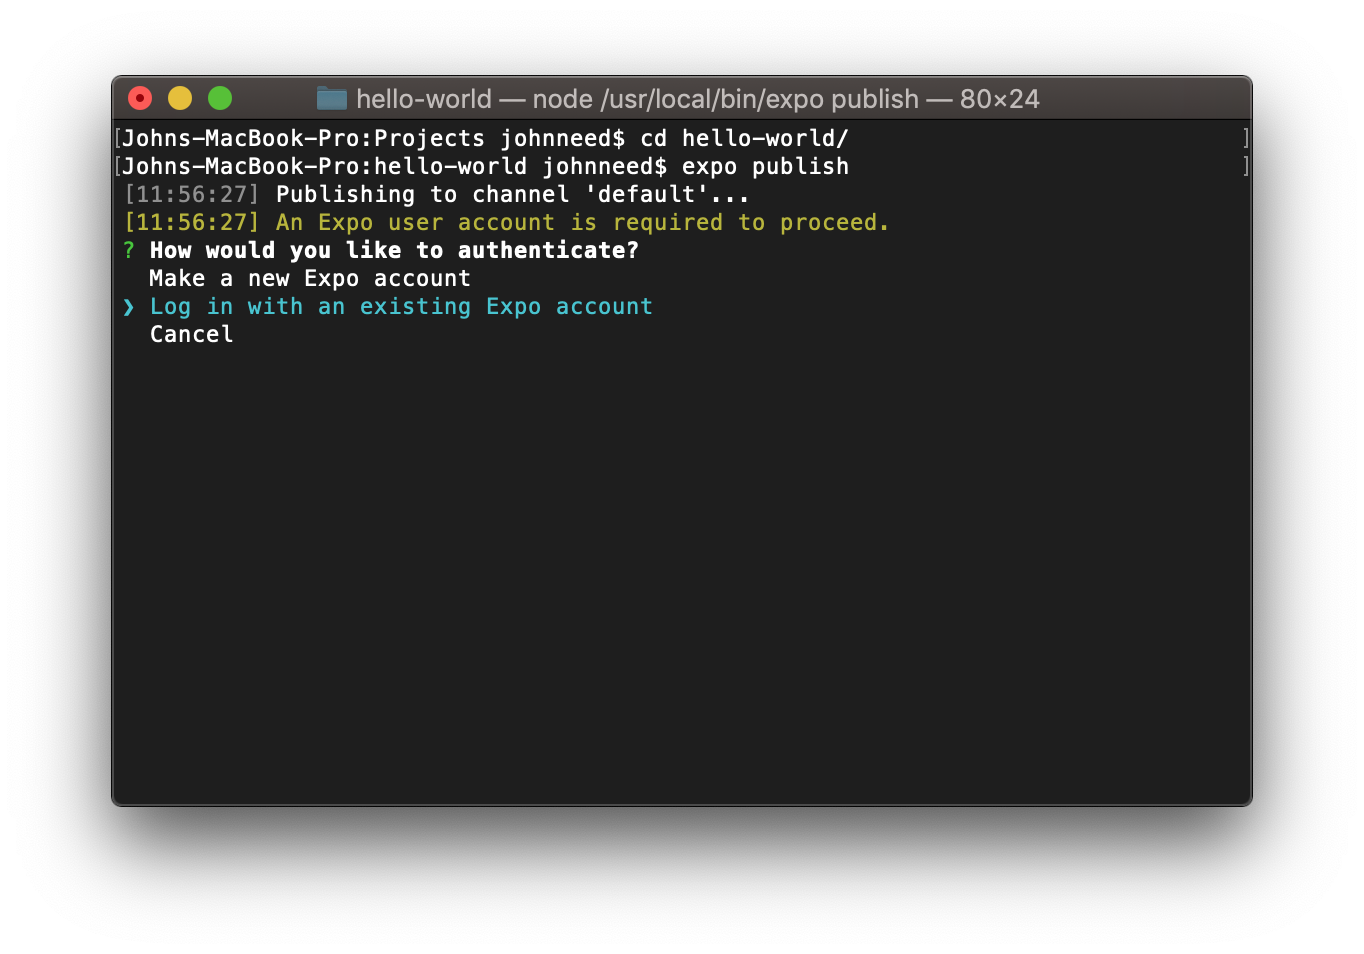 hello-world — node /usr/local/bin/expo publish — 80×24
[Johns-MacBook-Pro:Projects johnneed$ cd hello-world/ ]
[Johns-MacBook-Pro:hello-world johnneed$ expo publish ]
[11:56:27] Publishing to channel 'default'...
[11:56:27] An Expo user account is required to proceed.
? How would you like to authenticate?
Make a new Expo account
❯ Log in with an existing Expo account
Cancel